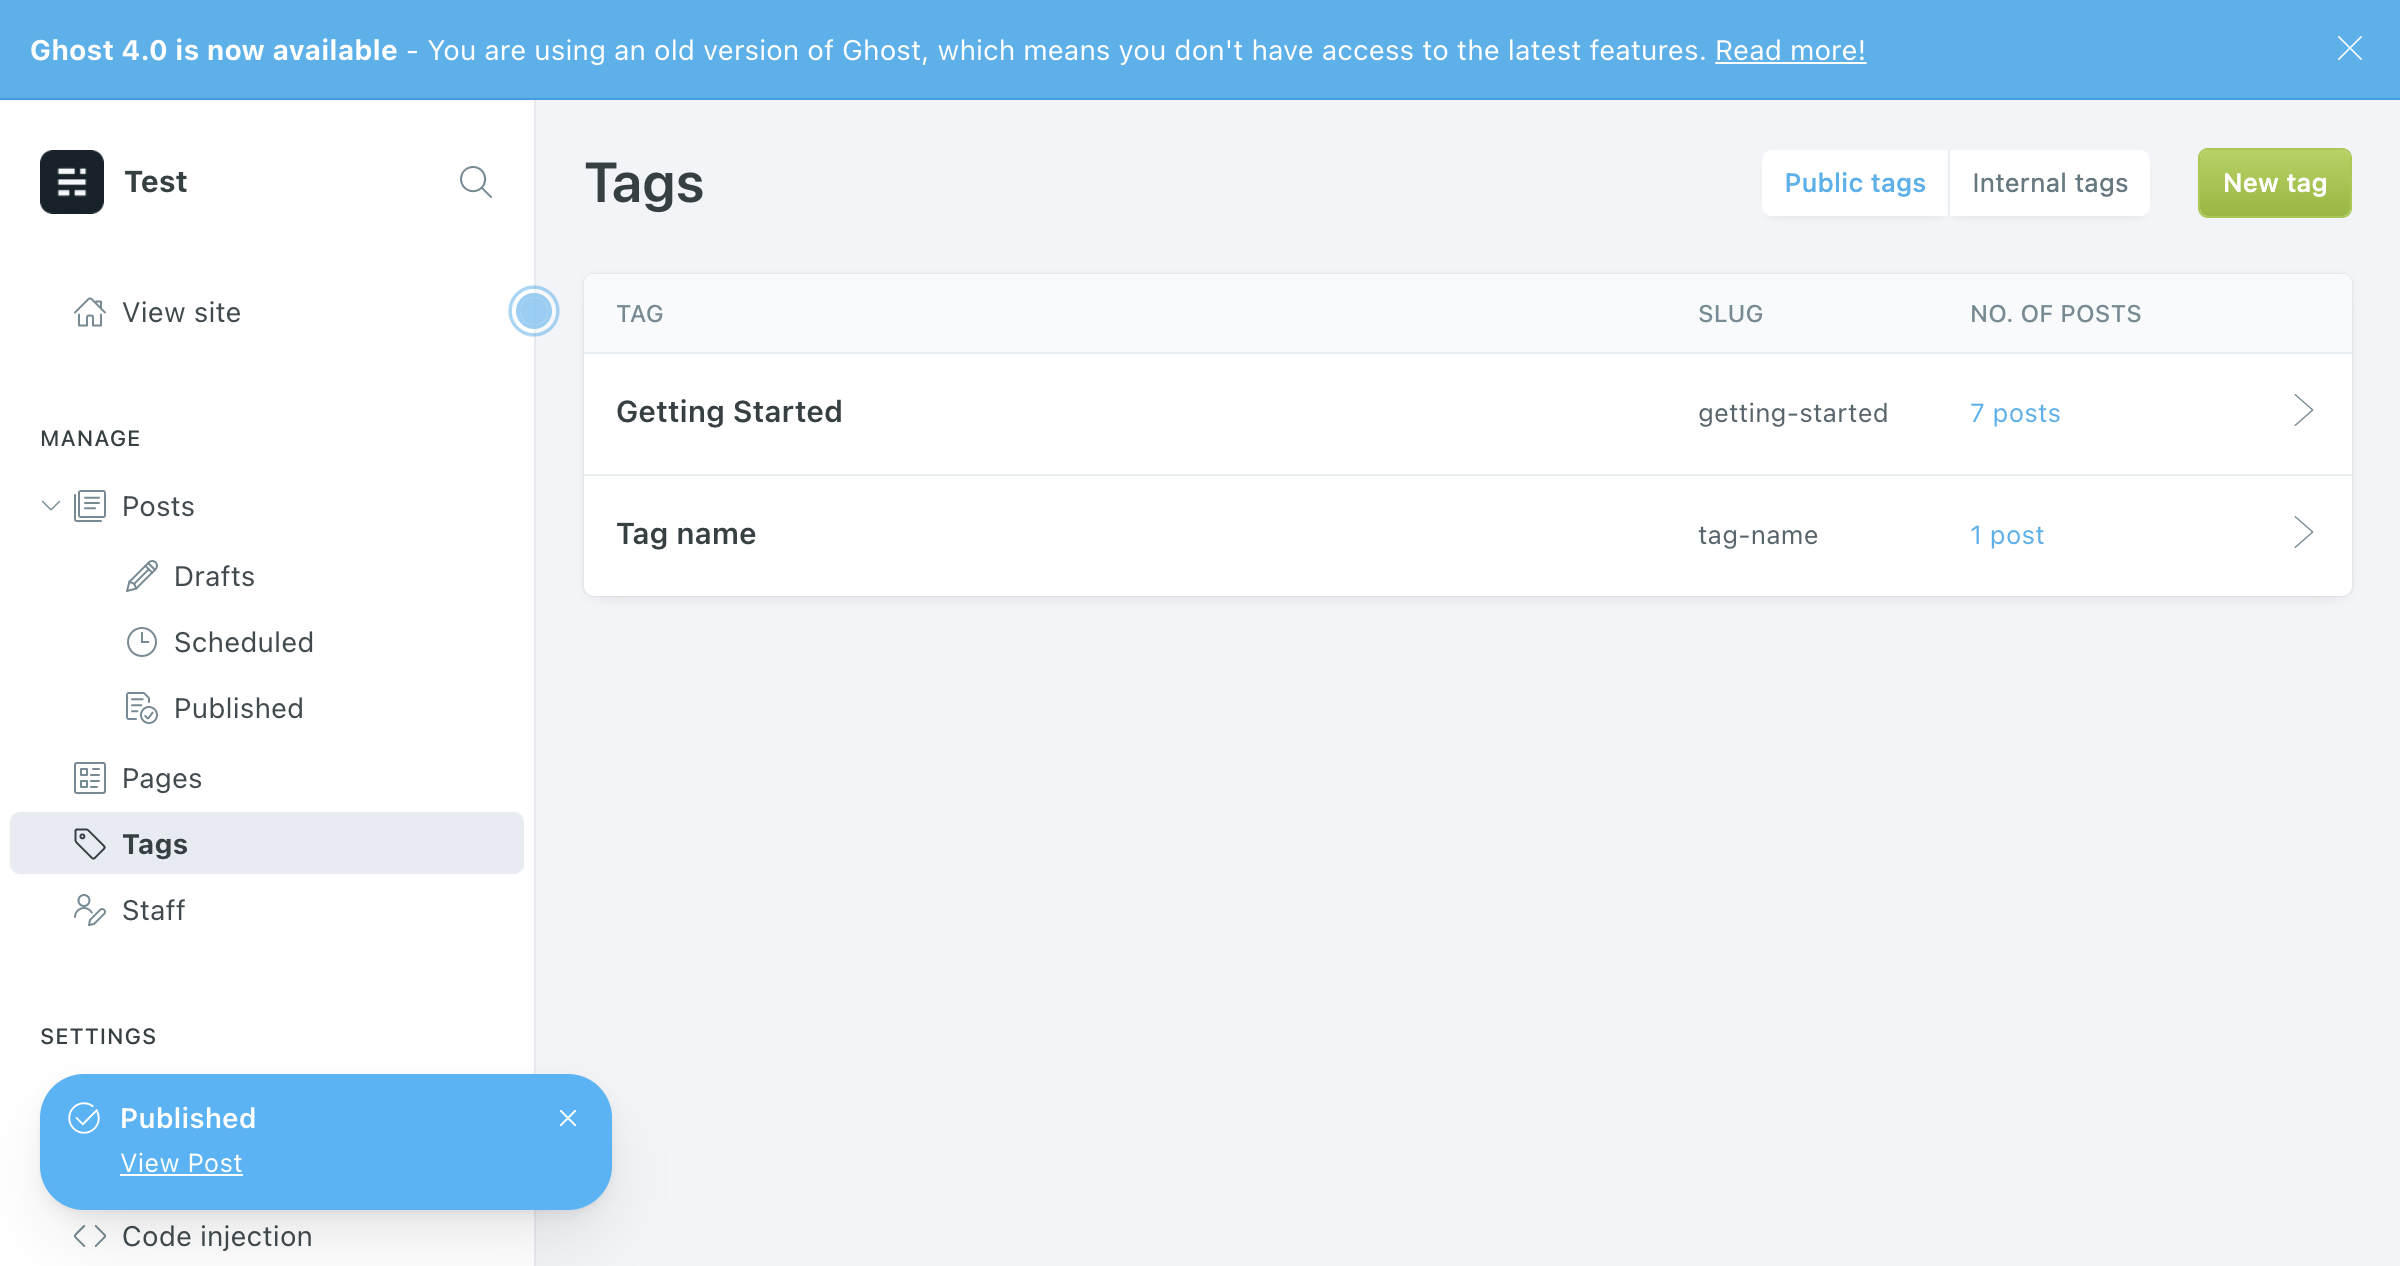 Ghost 4.0 is now available - You are using an old version of Ghost, which means you don't have access to the latest features. Read more!
Test
View site
MANAGE
Posts
Drafts
Scheduled
Published
Pages
Tags
Staff
SETTINGS
Published
View Post
Code injection
Tags
Public tags
Internal tags
New tag
TAG SLUG NO. OF POSTS
Getting Started getting-started 7 posts
Tag name tag-name 1 post